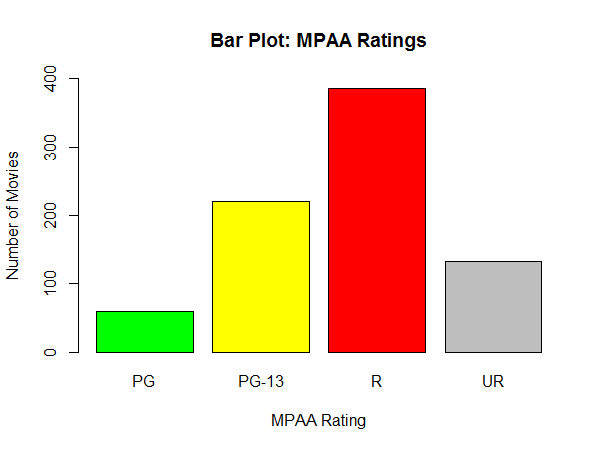 Bar Plot: MPAA Ratings
Number of Movies
400
300
200
100
0
PG PG-13 R UR
MPAA Rating